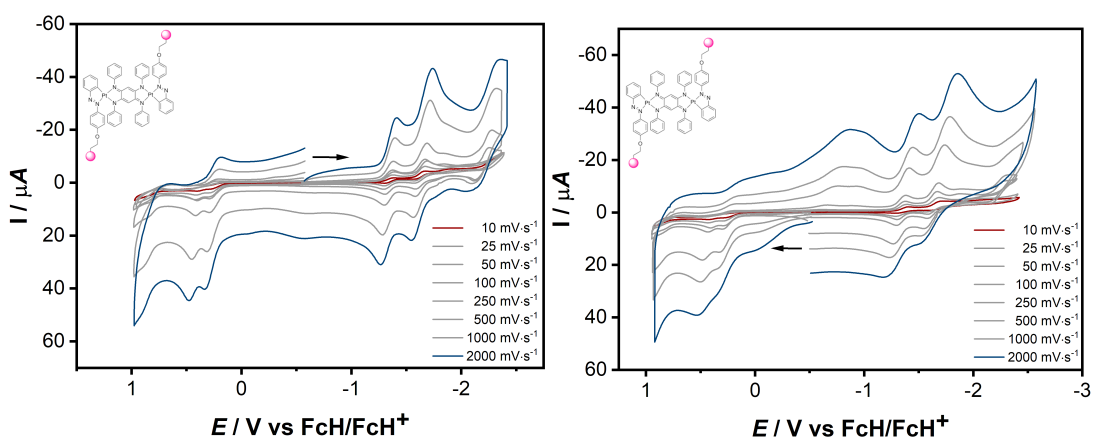 -60
-40
-20
0
20
40
60
I / μA
1
0
-1
-2
E / V vs FcH/FcH+
10 mV·s-1
25 mV·s-1
50 mV·s-1
100 mV·s-1
250 mV·s-1
500 mV·s-1
1000 mV·s-1
2000 mV·s-1
-60
-40
-20
0
20
40
60
I / μA
1
0
-1
-2
-3
E / V vs FcH/FcH+
10 mV·s-1
25 mV·s-1
50 mV·s-1
100 mV·s-1
250 mV·s-1
500 mV·s-1
1000 mV·s-1
2000 mV·s-1